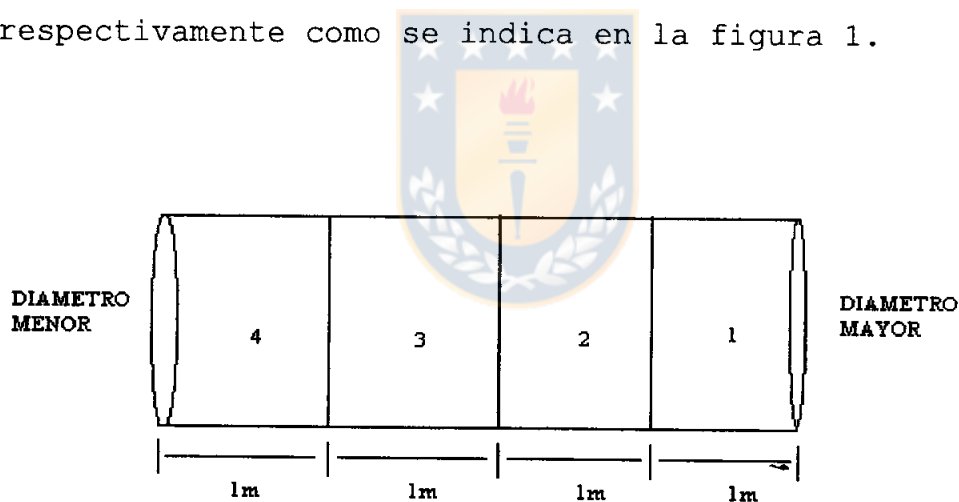 respectivamente como se indica en la figura 1.
DIAMETRO
MENOR
4
3
2
1
DIAMETRO
MAYOR
1m
1m
1m
1m